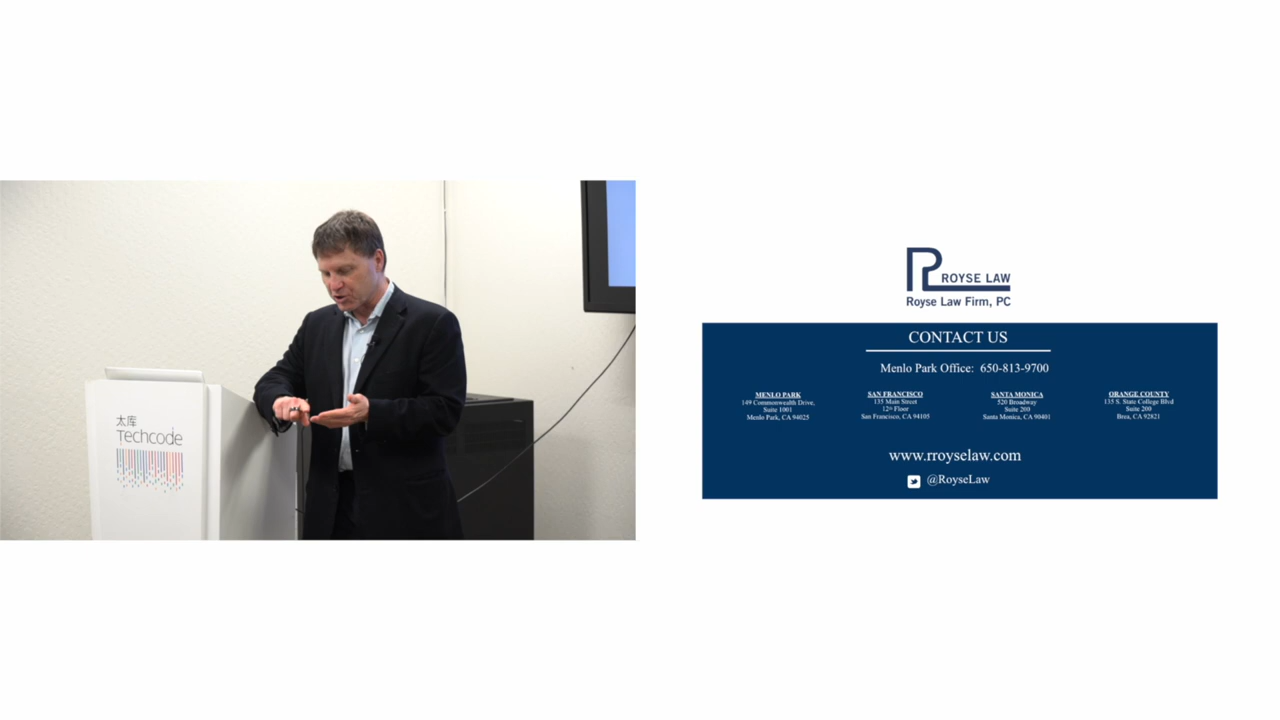 太库
Techcode
ROYSE LAW
Royse Law Firm, PC
CONTACT US
Menlo Park Office: 650-813-9700
MENLO PARK
149 Commonwealth Drive,
Suite 1001
Menlo Park, CA 94025
SAN FRANCISCO
135 Main Street
12th Floor
San Francisco, CA 94105
SANTA MONICA
520 Broadway
Suite 200
Santa Monica, CA 90401
ORANGE COUNTY
135 S. State College Blvd
Suite 200
Brea, CA 92821
www.rroyselaw.com
@RoyseLaw